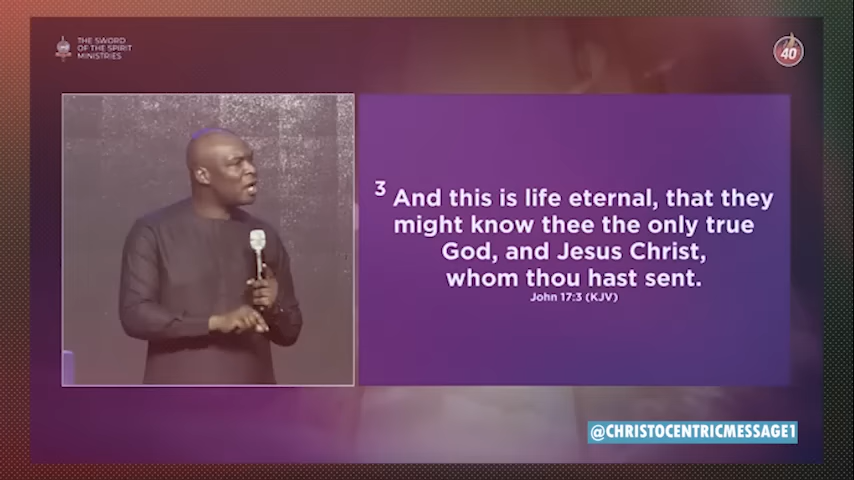 THE SWORD
OF THE SPIRIT
MINISTRIES
40
3 And this is life eternal, that they
might know thee the only true
God, and Jesus Christ,
whom thou hast sent.
John 17:3 (KJV)
@CHRISTOCENTRICMESSAGE1